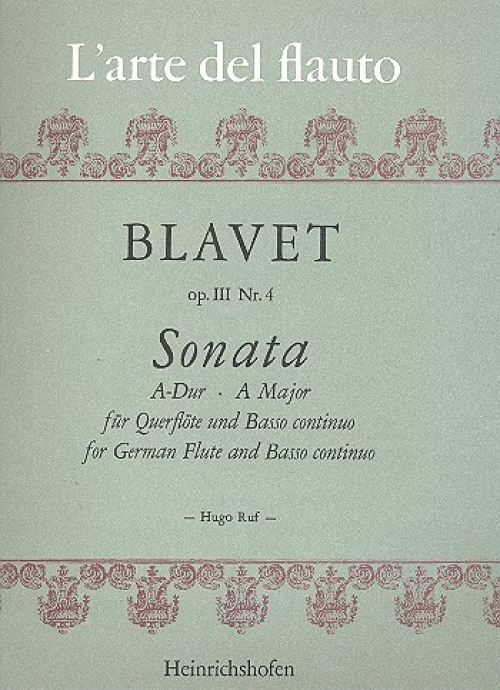 L'arte del flauto
BLAVET
op. III Nr. 4
Sonata
A-Dur · A Major
für Querflöte und Basso continuo
for German Flute and Basso continuo
– Hugo Ruf –
Heinrichshofen